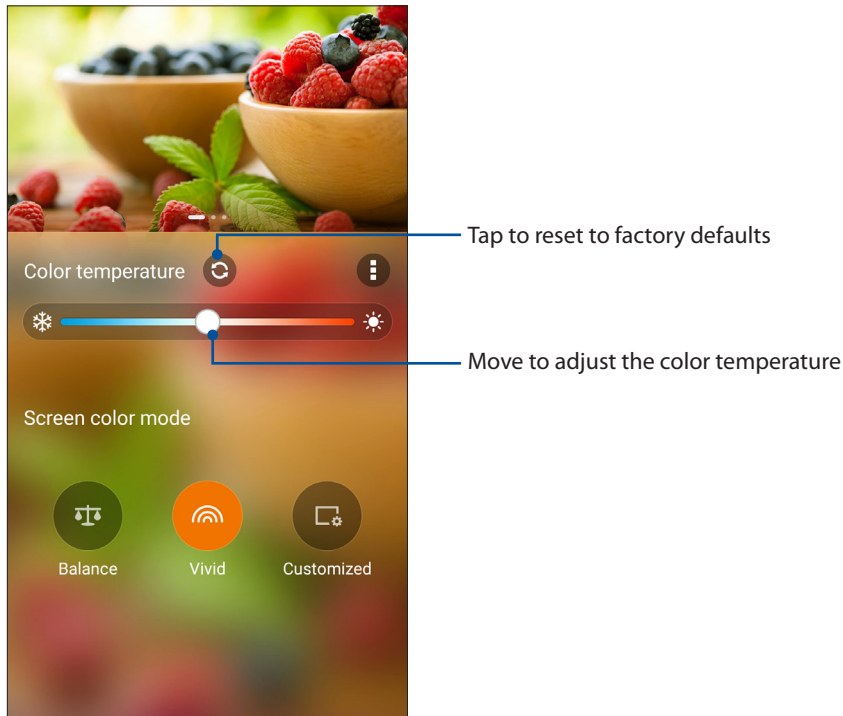 Tap to reset to factory defaults
Color temperature
Move to adjust the color temperature
Screen color mode
Balance
Vivid
Customized